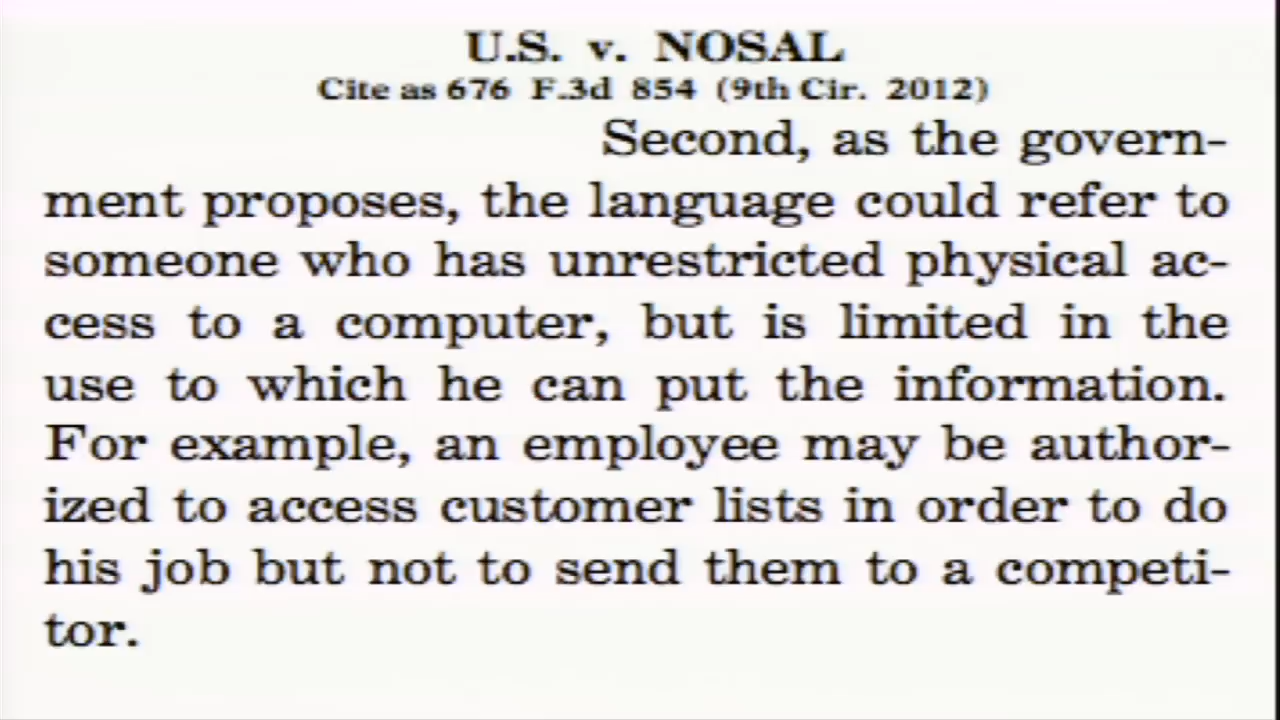 U.S. v. NOSAL
Cite as 676 F.3d 854 (9th Cir. 2012)
Second, as the govern-
ment proposes, the language could refer to
someone who has unrestricted physical ac-
cess to a computer, but is limited in the
use to which he can put the information.
For example, an employee may be author-
ized to access customer lists in order to do
his job but not to send them to a competi-
tor.